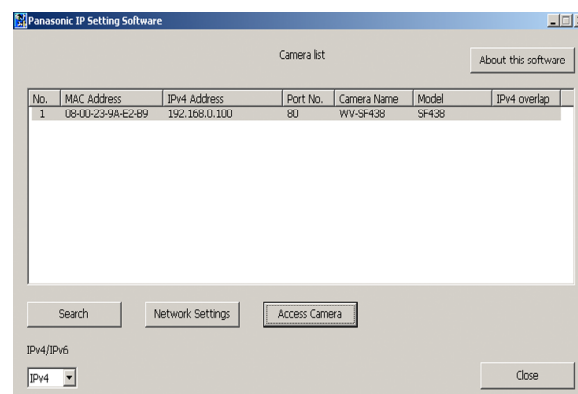 Panasonic IP Setting Software
Camera list
About this software
No. MAC Address IPv4 Address Port No. Camera Name Model IPv4 overlap
1 08-00-23-9A-E2-B9 192.168.0.100 80 WV-SF438 SF438
Search Network Settings Access Camera
IPv4/IPv6
IPv4
Close